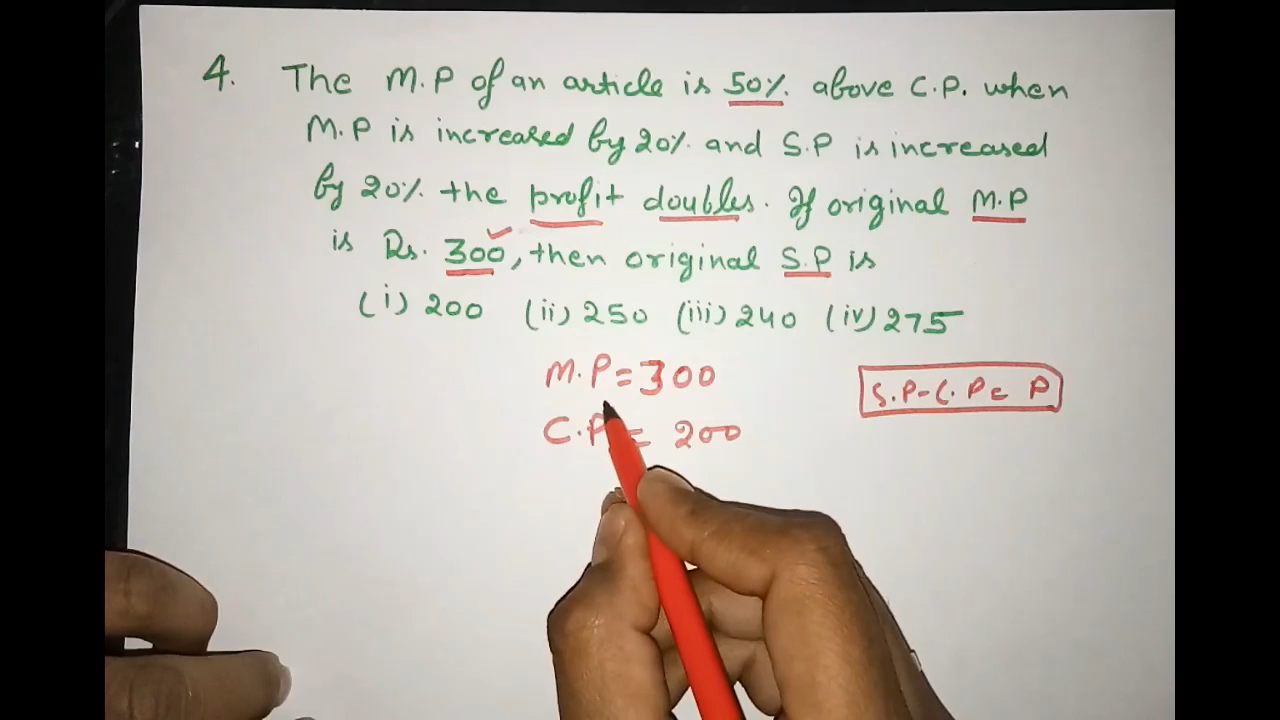 4. The M.P of an article is 50% above C.P. when
M.P is increased by 20% and S.P is increased
by 20% the profit doubles. If original M.P
is Rs. 300, then original S.P is
(i) 200 (ii) 250 (iii) 240 (iv) 275
M.P = 300
S.P - C.P = P
C.P = 200